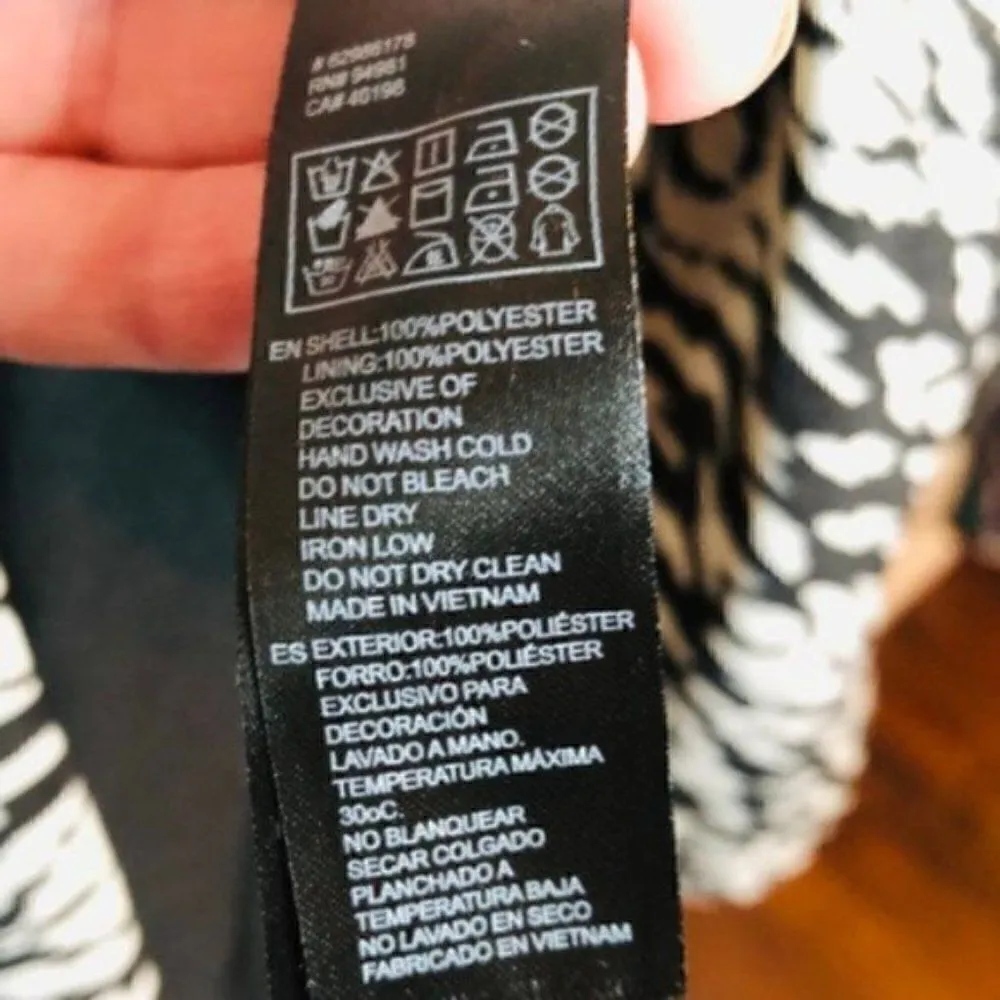 # 62986176
RN# 94961
CA# 40196
EN SHELL:100%POLYESTER
LINING:100%POLYESTER
EXCLUSIVE OF
DECORATION
HAND WASH COLD
DO NOT BLEACH
LINE DRY
IRON LOW
DO NOT DRY CLEAN
MADE IN VIETNAM
ES EXTERIOR:100%POLIÉSTER
FORRO:100%POLIÉSTER
EXCLUSIVO PARA
DECORACIÓN
LAVADO A MANO.
TEMPERATURA MÁXIMA
30oC.
NO BLANQUEAR
SECAR COLGADO
PLANCHADO A
TEMPERATURA BAJA
NO LAVADO EN SECO
FABRICADO EN VIETNAM